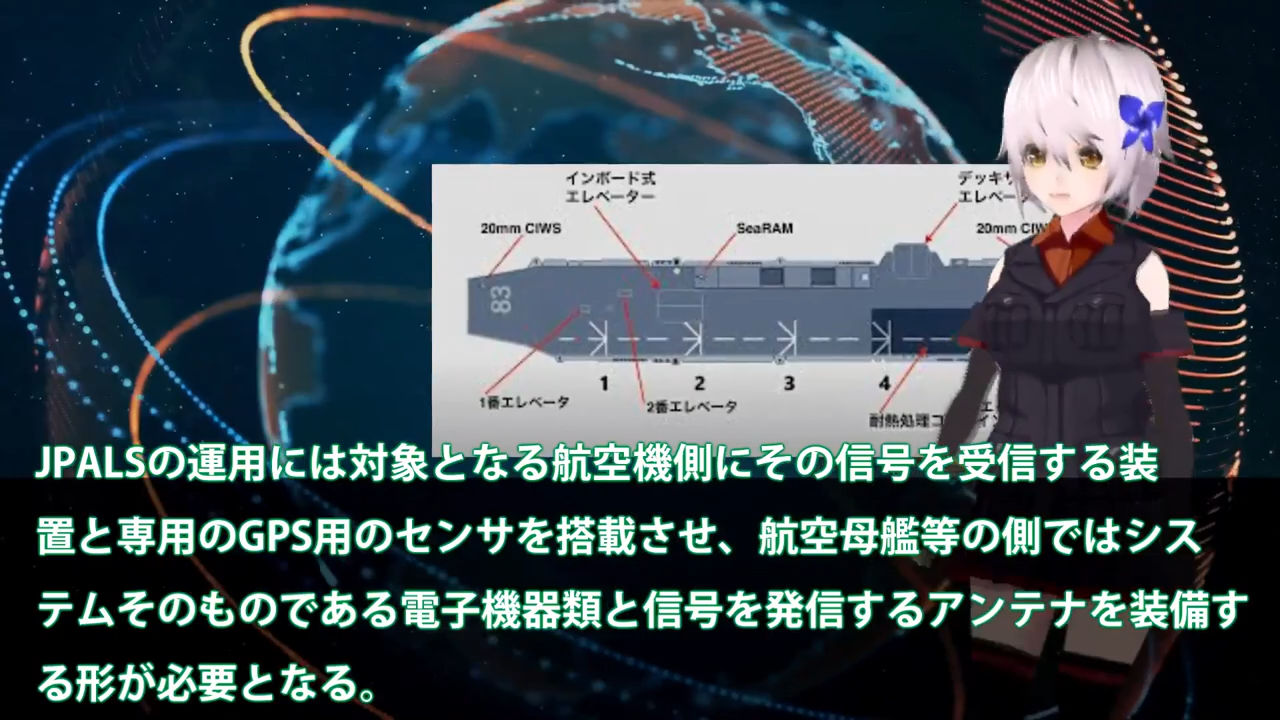 インボード式
エレベーター
デッキサ
エレベータ
20mm CIWS
SeaRAM
20mm CIW
83
1 2 3 4
1番エレベータ
2番エレベータ
耐熱処理コ
JPALSの運用には対象となる航空機側にその信号を受信する装
置と専用のGPS用のセンサを搭載させ、航空母艦等の側ではシス
テムそのものである電子機器類と信号を発信するアンテナを装備す
る形が必要となる。